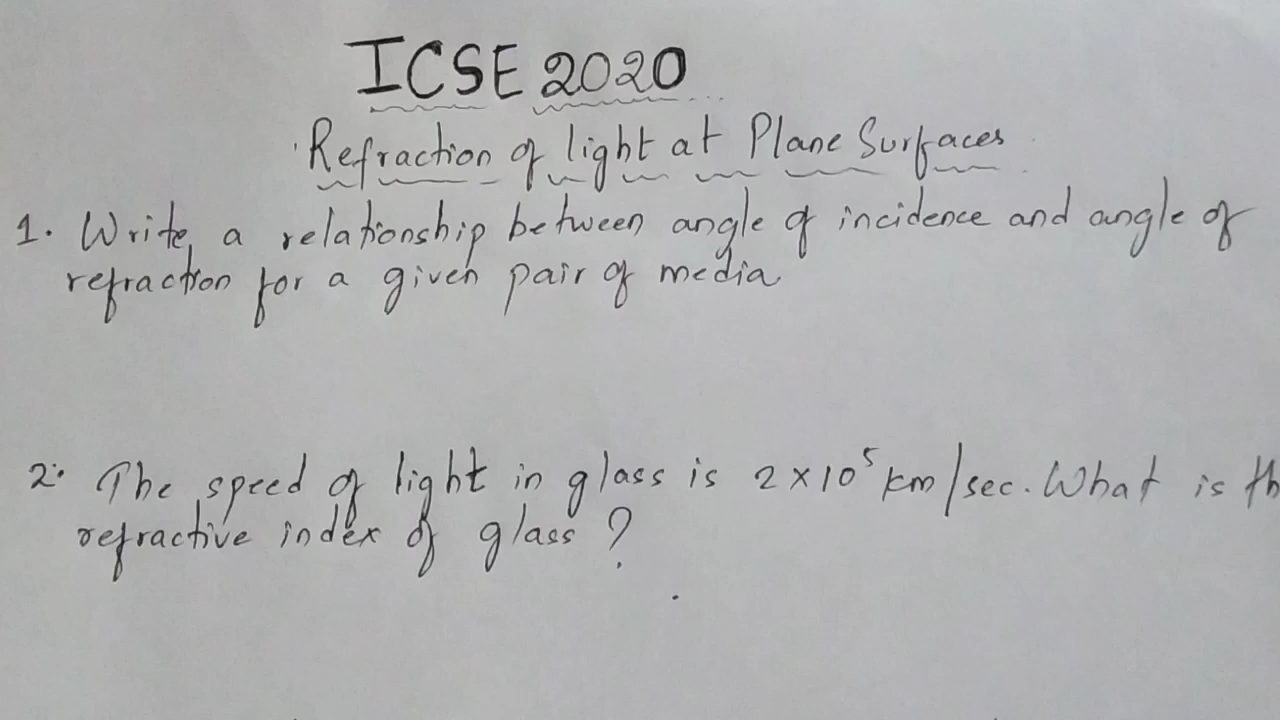 ICSE 2020
Refraction of light at Plane Surfaces
1. Write a relationship between angle of incidence and angle of
refraction for a given pair of media
2. The speed of light in glass is 2×10⁵ km/sec. What is th
refractive index of glass ?